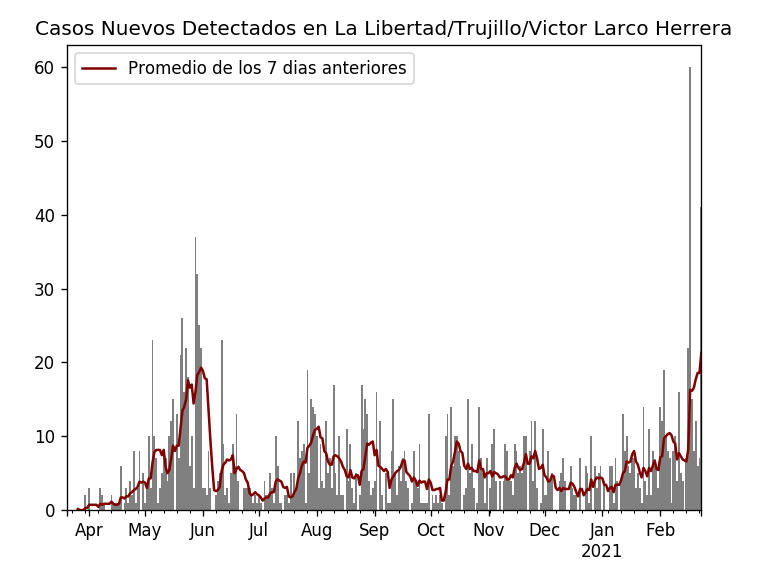 Casos Nuevos Detectados en La Libertad/Trujillo/Victor Larco Herrera
Promedio de los 7 dias anteriores
60
50
40
30
20
10
0
Apr May Jun Jul Aug Sep Oct Nov Dec Jan Feb
2021